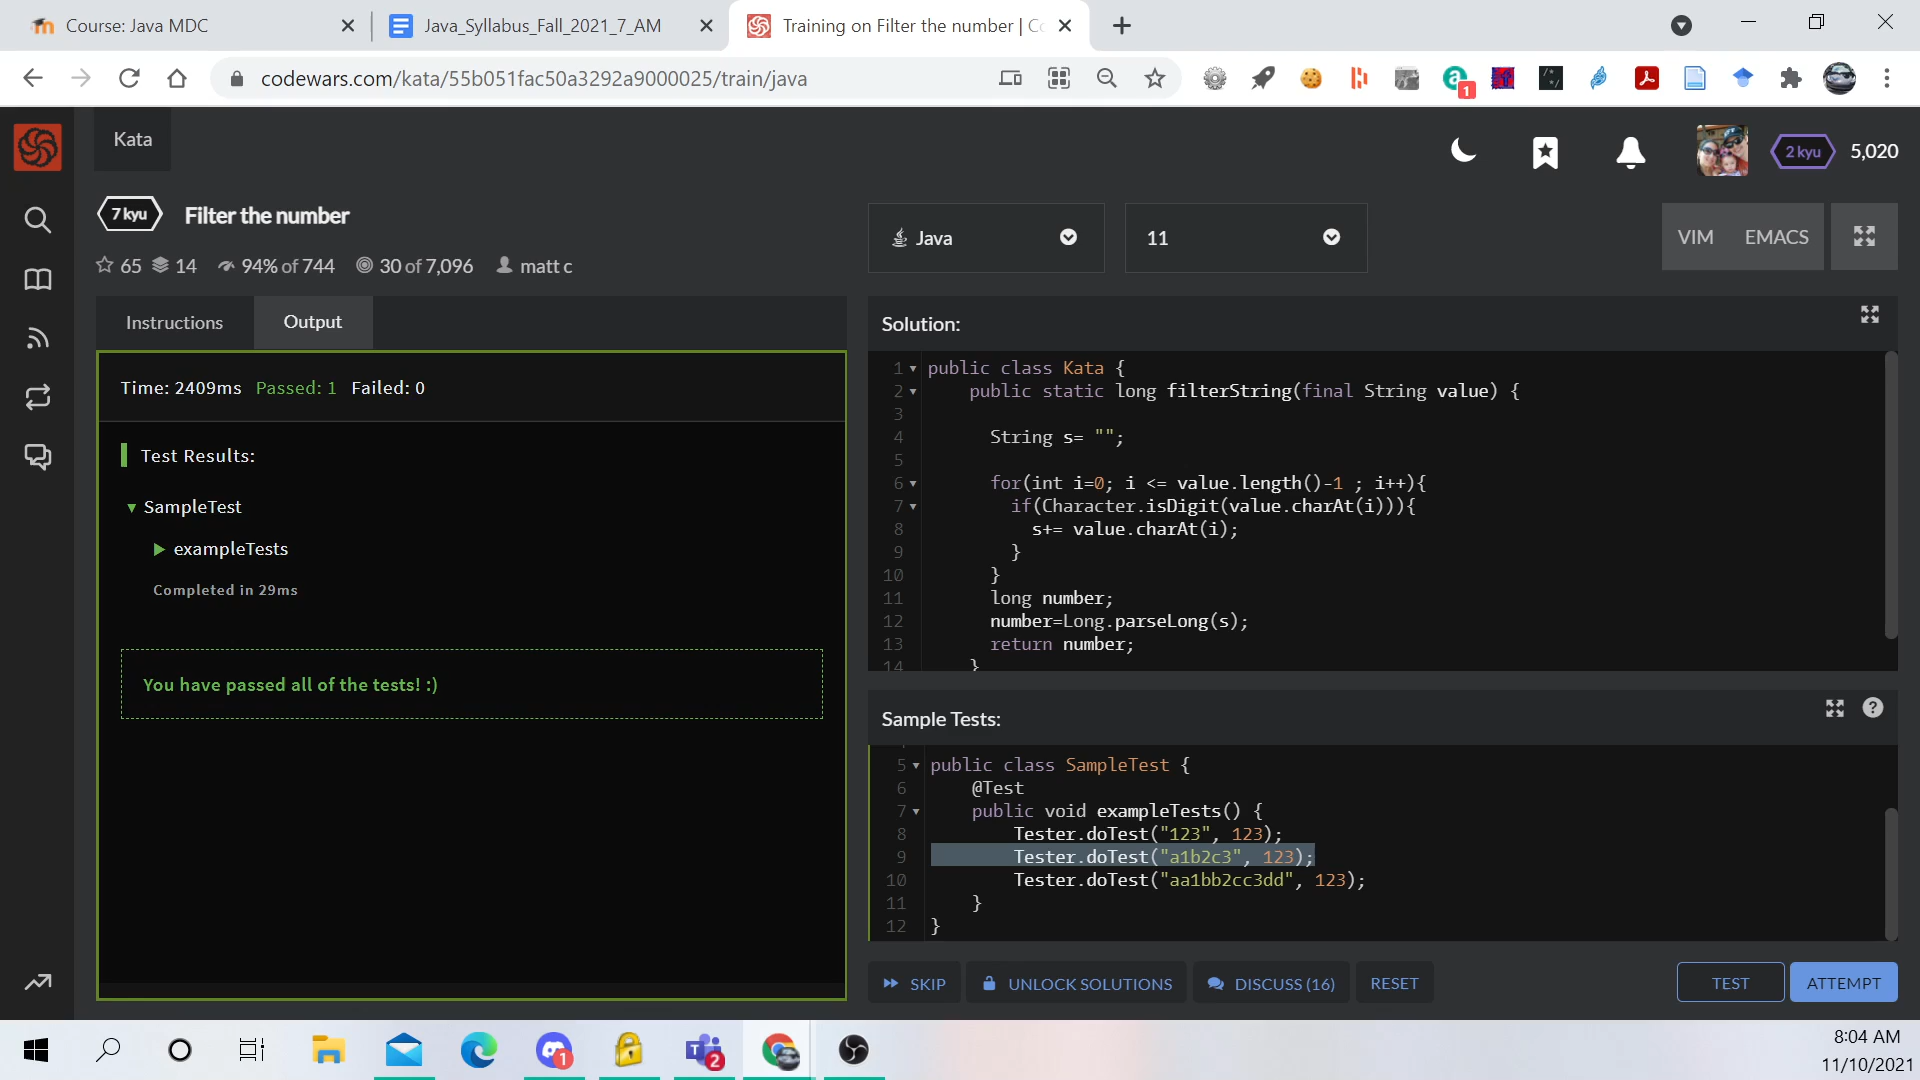 Course: Java MDC
Java_Syllabus_Fall_2021_7_AM
Training on Filter the number | Co
codewars.com/kata/55b051fac50a3292a9000025/train/java
1
Kata
2 kyu
5,020
7 kyu
Filter the number
65 14 94% of 744 30 of 7,096 matt c
Java
11
VIM EMACS
Instructions Output
Time: 2409ms Passed: 1 Failed: 0
Test Results:
SampleTest
exampleTests
Completed in 29ms
You have passed all of the tests! :)
Solution:
1 public class Kata {
2 public static long filterString(final String value) {
3
4 String s= "";
5
6 for(int i=0; i <= value.length()-1 ; i++){
7 if(Character.isDigit(value.charAt(i))){
8 s+= value.charAt(i);
9 }
10 }
11 long number;
12 number=Long.parseLong(s);
13 return number;
14 }
Sample Tests:
5 public class SampleTest {
6 @Test
7 public void exampleTests() {
8 Tester.doTest("123", 123);
9 Tester.doTest("a1b2c3", 123);
10 Tester.doTest("aa1bb2cc3dd", 123);
11 }
12 }
SKIP UNLOCK SOLUTIONS DISCUSS (16) RESET TEST ATTEMPT
1
2
8:04 AM
11/10/2021